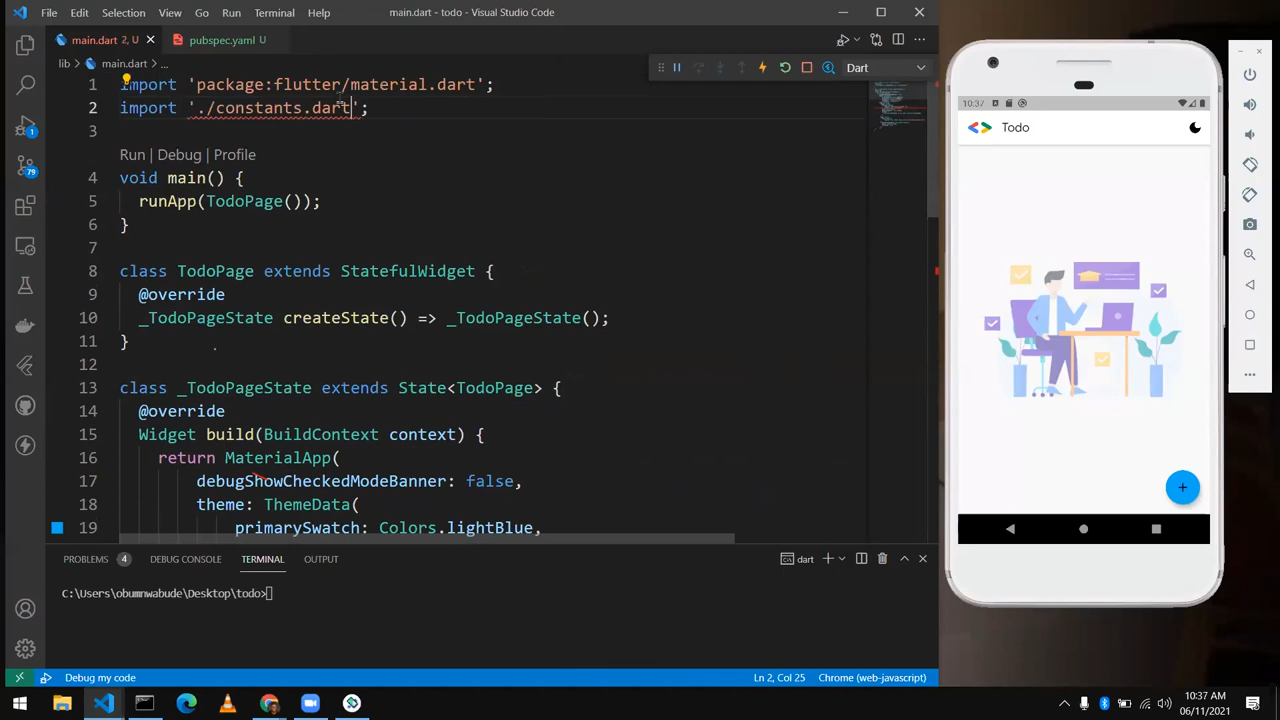 File Edit Selection View Go Run Terminal Help main.dart - todo - Visual Studio Code
main.dart 2, U pubspec.yaml U
Dart
lib > main.dart > ...
1 import 'package:flutter/material.dart';
2 import './constants.dart';
3
Run | Debug | Profile
4 void main() {
5 runApp(TodoPage());
6 }
7
8 class TodoPage extends StatefulWidget {
9 @override
10 _TodoPageState createState() => _TodoPageState();
11 }
12
13 class _TodoPageState extends State<TodoPage> {
14 @override
15 Widget build(BuildContext context) {
16 return MaterialApp(
17 debugShowCheckedModeBanner: false,
18 theme: ThemeData(
19 primarySwatch: Colors.lightBlue,
1
79
PROBLEMS 4 DEBUG CONSOLE TERMINAL OUTPUT dart
C:\Users\obumnwabude\Desktop\todo>
Debug my code Ln 2, Col 25 Chrome (web-javascript)
10:37
Todo
10:37 AM
06/11/2021